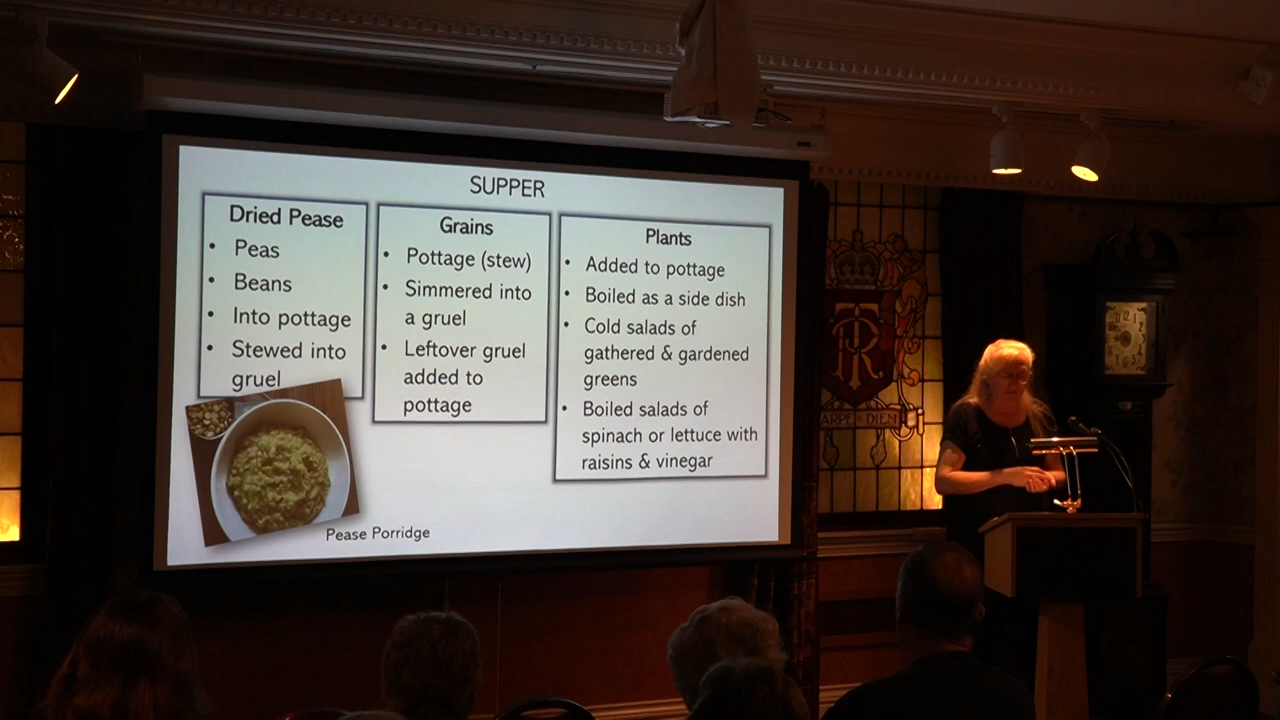 SUPPER
Dried Pease
• Peas
• Beans
• Into pottage
• Stewed into
gruel
Grains
• Pottage (stew)
• Simmered into
a gruel
• Leftover gruel
added to
pottage
Plants
• Added to pottage
• Boiled as a side dish
• Cold salads of
gathered & gardened
greens
• Boiled salads of
spinach or lettuce with
raisins & vinegar
Pease Porridge
DIEM